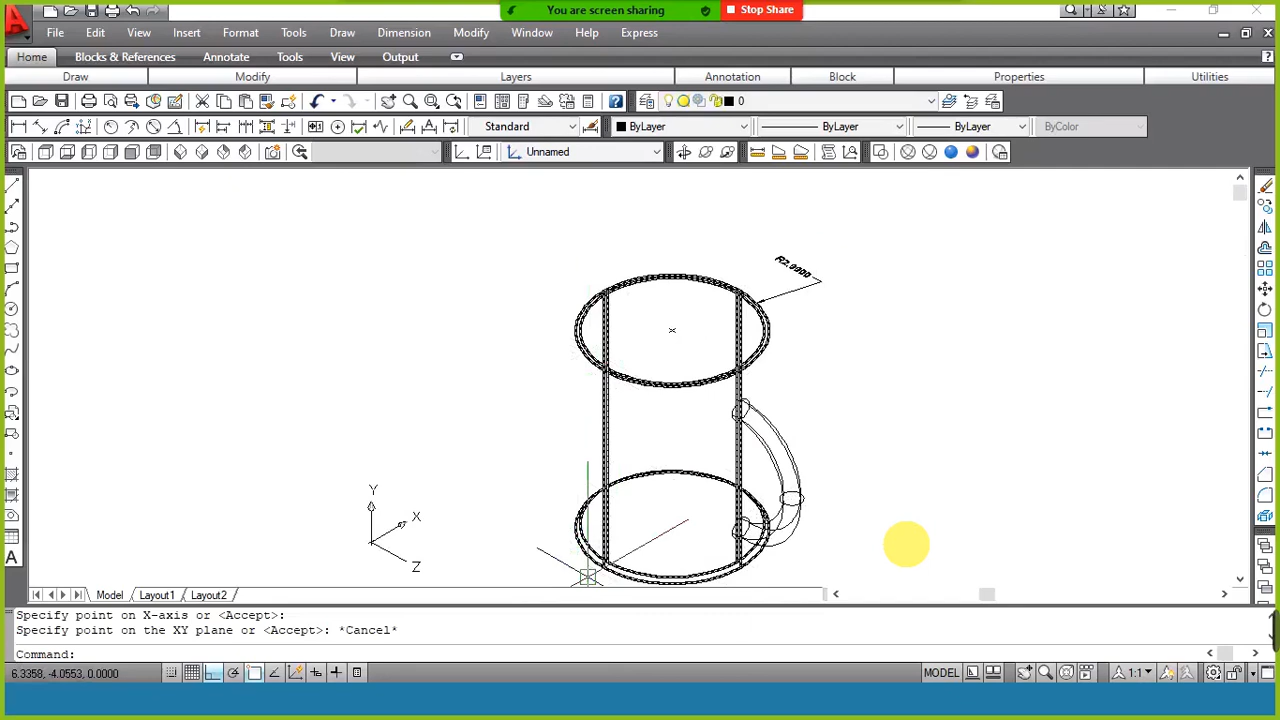 You are screen sharing
Stop Share
File Edit View Insert Format Tools Draw Dimension Modify Window Help Express
Home Blocks & References Annotate Tools View Output
Draw Modify Layers Annotation Block Properties Utilities
0
Standard ByLayer ByLayer ByLayer ByColor
Unnamed
R2.0000
Y
X
Z
Model Layout1 Layout2
Specify point on X-axis or <Accept>:
Specify point on the XY plane or <Accept>: *Cancel*
Command:
6.3358, -4.0553, 0.0000 MODEL 1:1